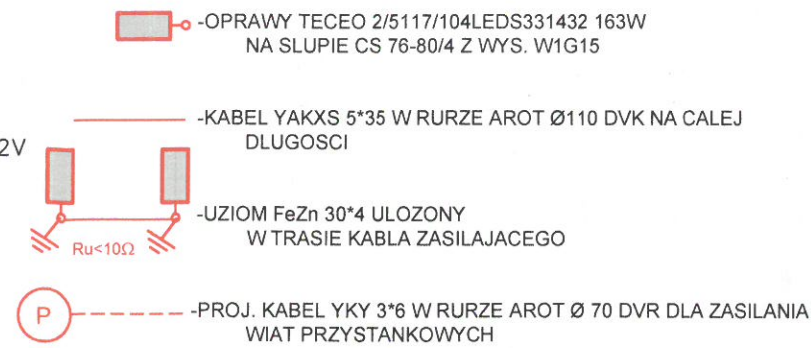 -OPRAWY TECEO 2/5117/104LEDS331432 163W
NA SLUPIE CS 76-80/4 Z WYS. W1G15
-KABEL YAKXS 5*35 W RURZE AROT Ø110 DVK NA CALEJ
DLUGOSCI
2V
-UZIOM FeZn 30*4 ULOZONY
W TRASIE KABLA ZASILAJACEGO
Ru<10Ω
P
-PROJ. KABEL YKY 3*6 W RURZE AROT Ø 70 DVR DLA ZASILANIA
WIAT PRZYSTANKOWYCH